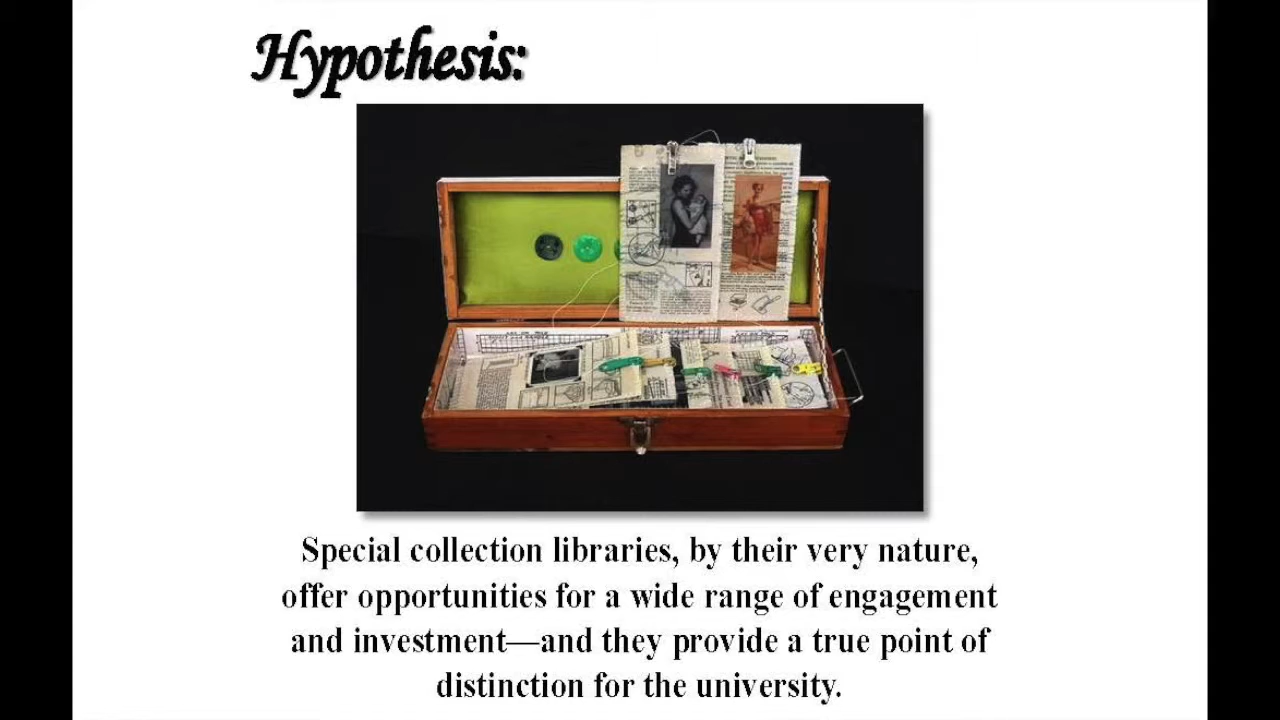 Hypothesis:
Special collection libraries, by their very nature,
offer opportunities for a wide range of engagement
and investment—and they provide a true point of
distinction for the university.